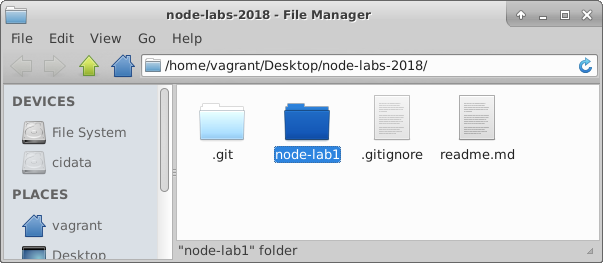 node-labs-2018 - File Manager
File Edit View Go Help
/home/vagrant/Desktop/node-labs-2018/
DEVICES
File System
cidata
PLACES
vagrant
Desktop
.git
node-lab1
.gitignore
readme.md
"node-lab1" folder